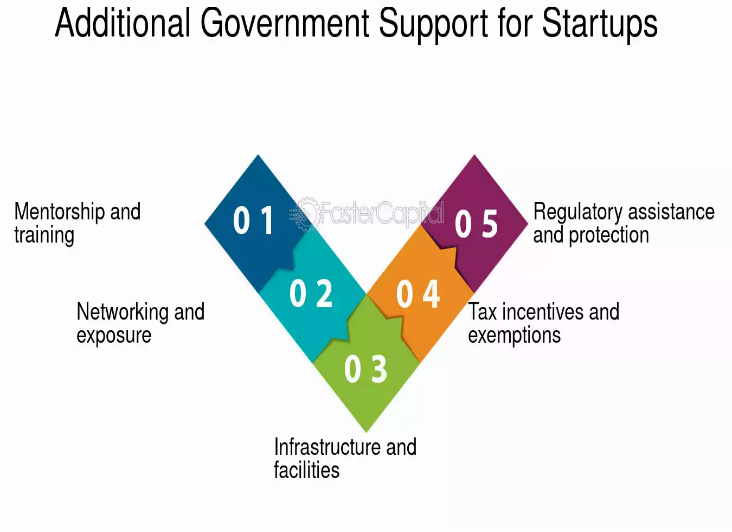 Additional Government Support for Startups
Mentorship and
training
0 1
FasterCapital
0 5
Regulatory assistance
and protection
Networking and
exposure
0 2
0 4
Tax incentives and
exemptions
0 3
Infrastructure and
facilities